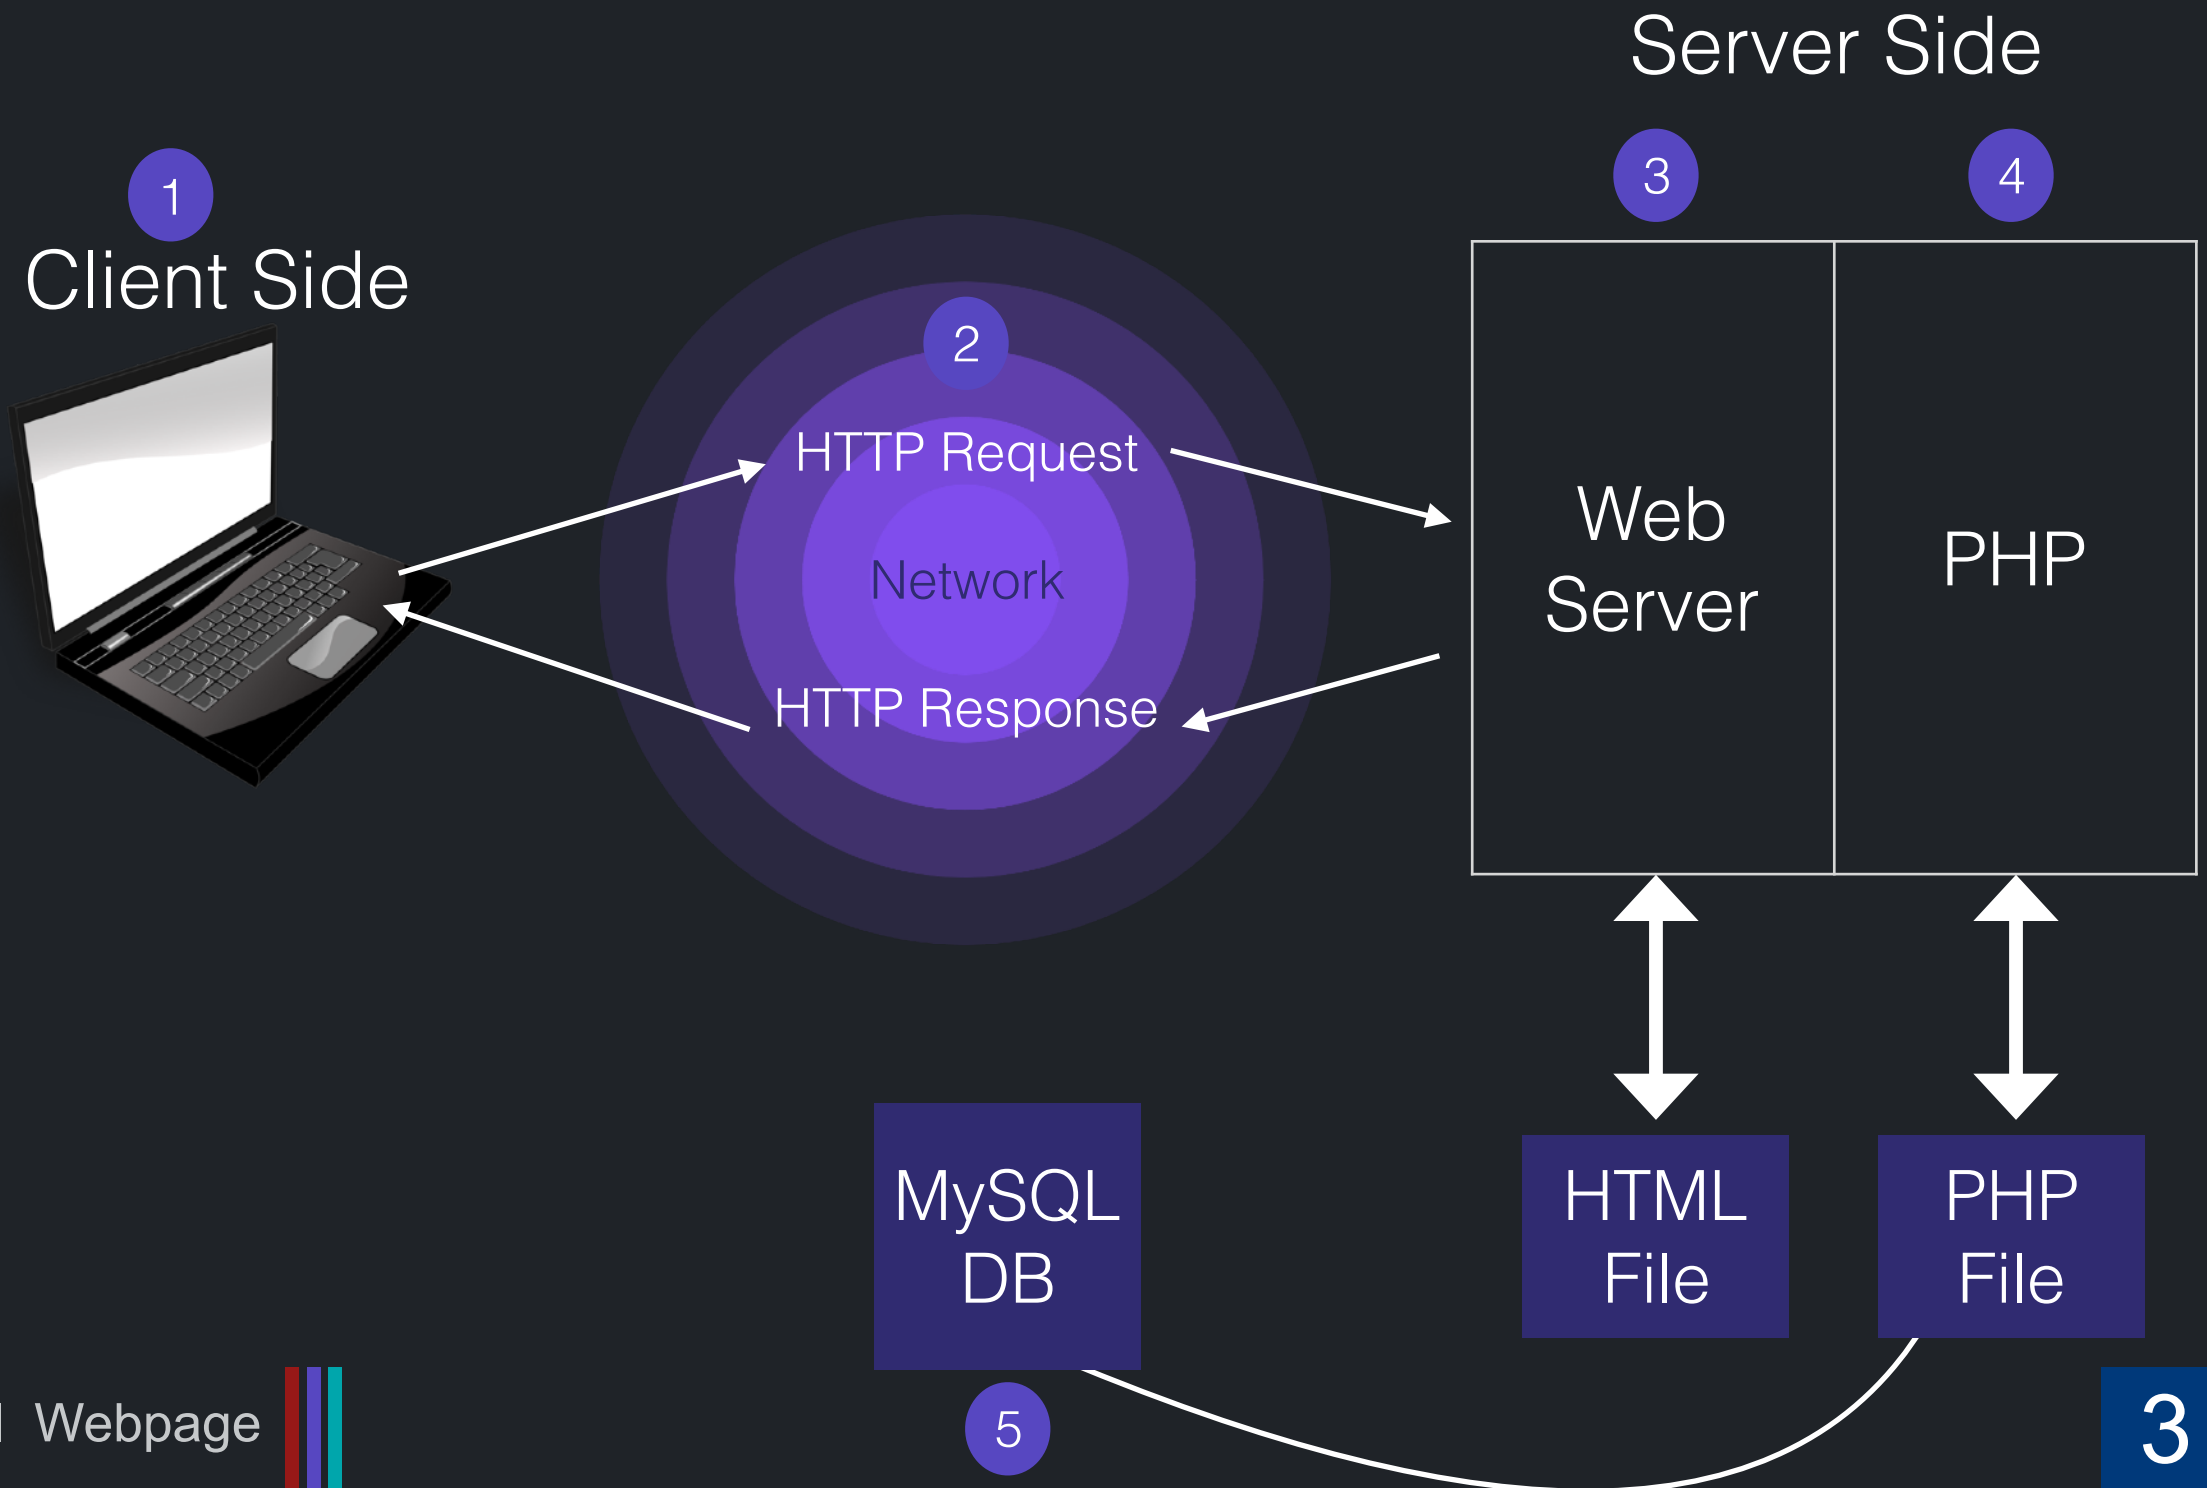 Server Side
1
Client Side
2
HTTP Request
Network
HTTP Response
3
4
Web
Server
PHP
MySQL
DB
5
HTML
File
PHP
File
Webpage
3